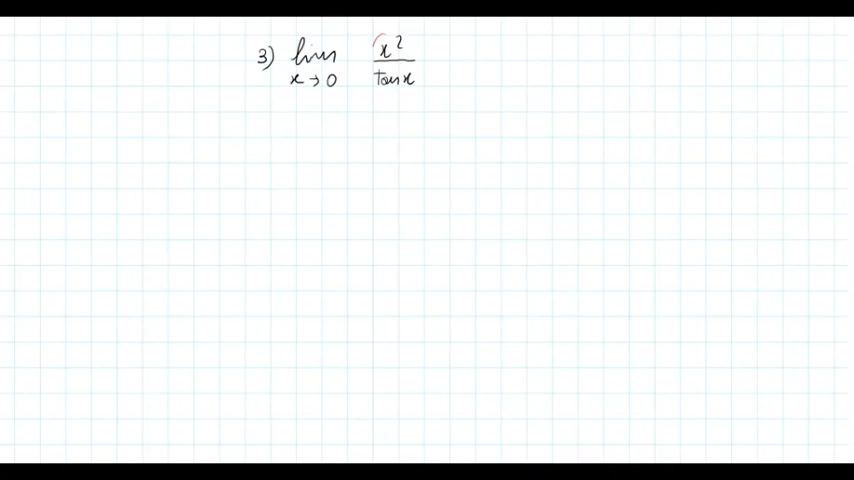 3) lim x→0 x² / tan x